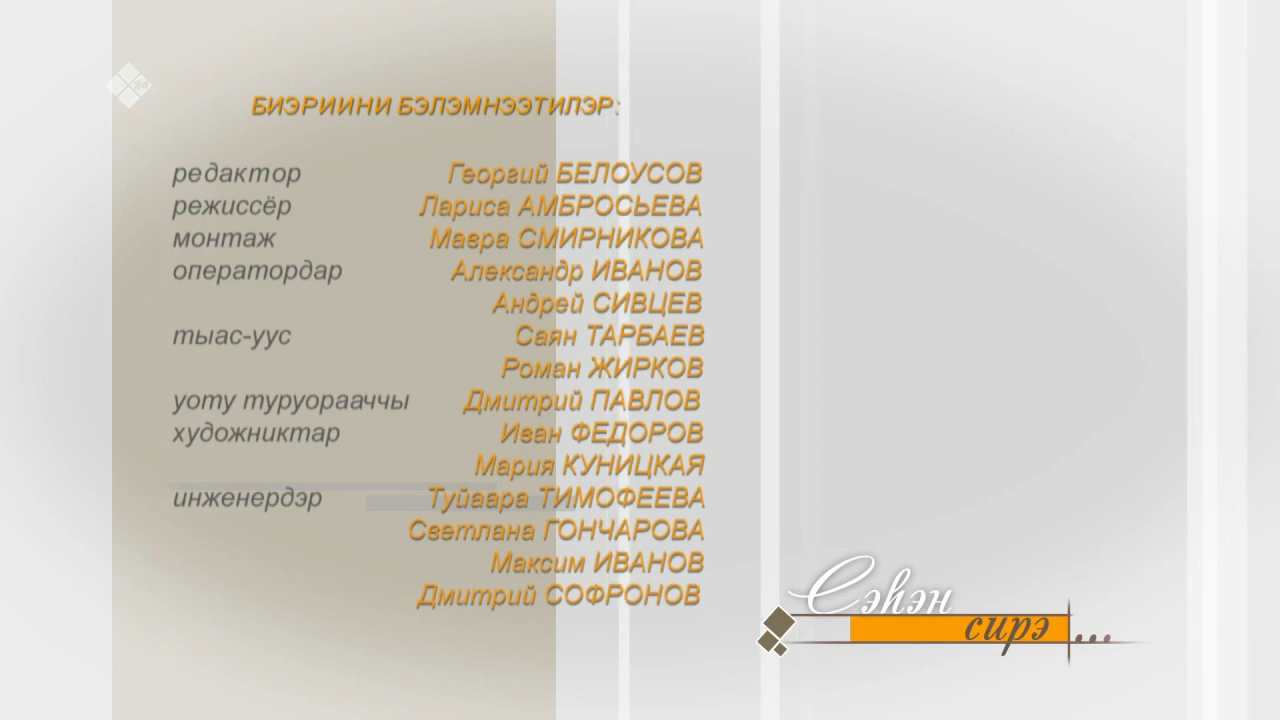 БИЭРИИНИ БЭЛЭМНЭЭТИЛЭР:
редактор Георгий БЕЛОУСОВ
режиссёр Лариса АМБРОСЬЕВА
монтаж Мавра СМИРНИКОВА
оператордар Александр ИВАНОВ
Андрей СИВЦЕВ
тыас-уус Саян ТАРБАЕВ
Роман ЖИРКОВ
уоту туруорааччы Дмитрий ПАВЛОВ
художниктар Иван ФЕДОРОВ
Мария КУНИЦКАЯ
инженердэр Туйаара ТИМОФЕЕВА
Светлана ГОНЧАРОВА
Максим ИВАНОВ
Дмитрий СОФРОНОВ
Сэһэн
сирэ...